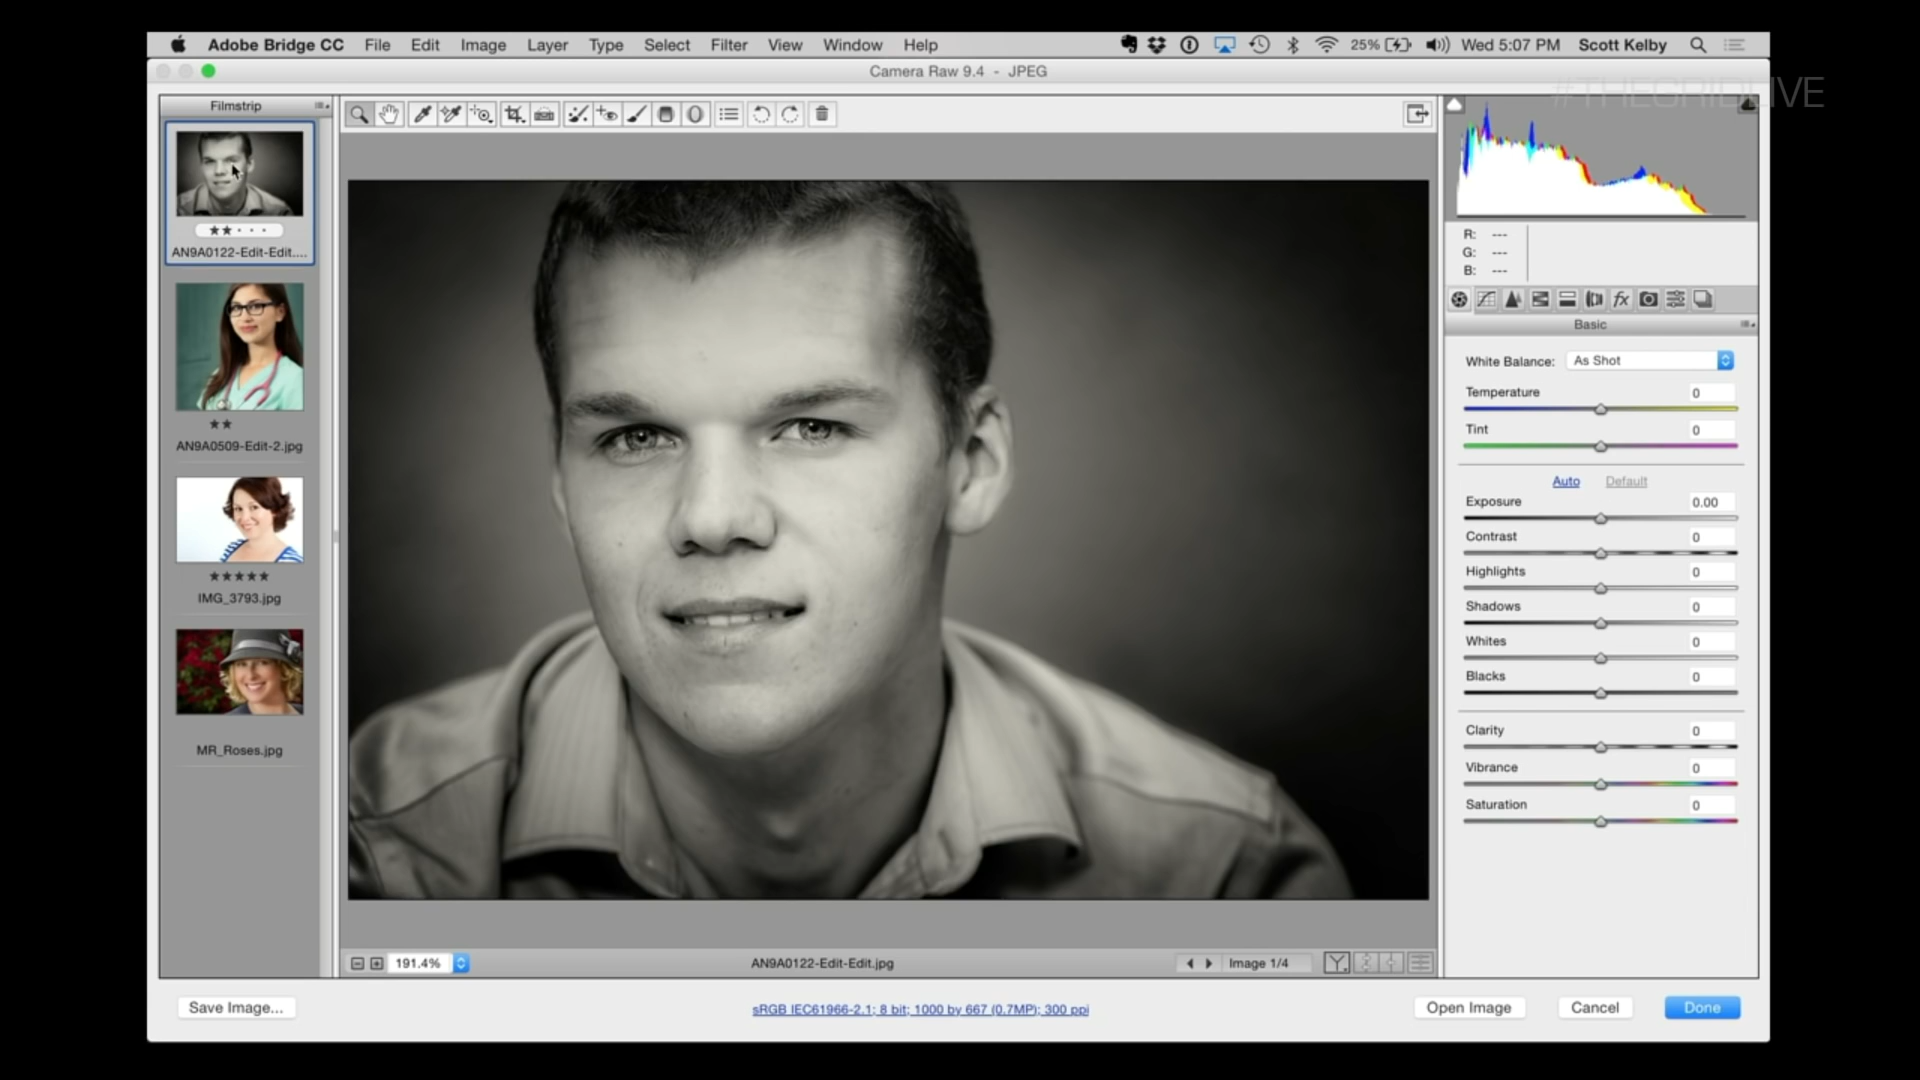 Adobe Bridge CC File Edit Image Layer Type Select Filter View Window Help 25% Wed 5:07 PM Scott Kelby
Camera Raw 9.4 - JPEG
#THEGRIDLIVE
Filmstrip
AN9A0122-Edit-Edit....
AN9A0509-Edit-2.jpg
IMG_3793.jpg
MR_Roses.jpg
R: ---
G: ---
B: ---
fx
Basic
White Balance: As Shot
Temperature 0
Tint 0
Auto Default
Exposure 0.00
Contrast 0
Highlights 0
Shadows 0
Whites 0
Blacks 0
Clarity 0
Vibrance 0
Saturation 0
191.4% AN9A0122-Edit-Edit.jpg Image 1/4 Y
Save Image... sRGB IEC61966-2.1; 8 bit; 1000 by 667 (0.7MP); 300 ppi Open Image Cancel Done